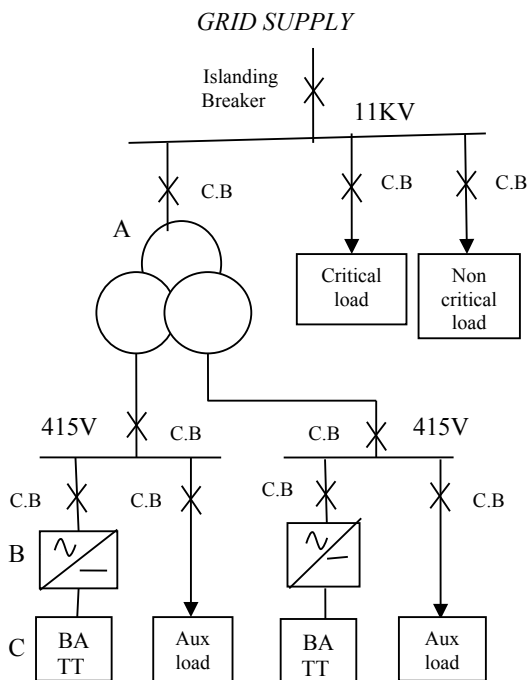 GRID SUPPLY
Islanding
Breaker
11KV
C.B
C.B
C.B
A
Critical
load
Non
critical
load
415V
C.B
C.B
415V
C.B
C.B
C.B
C.B
B
C
BA
TT
Aux
load
BA
TT
Aux
load